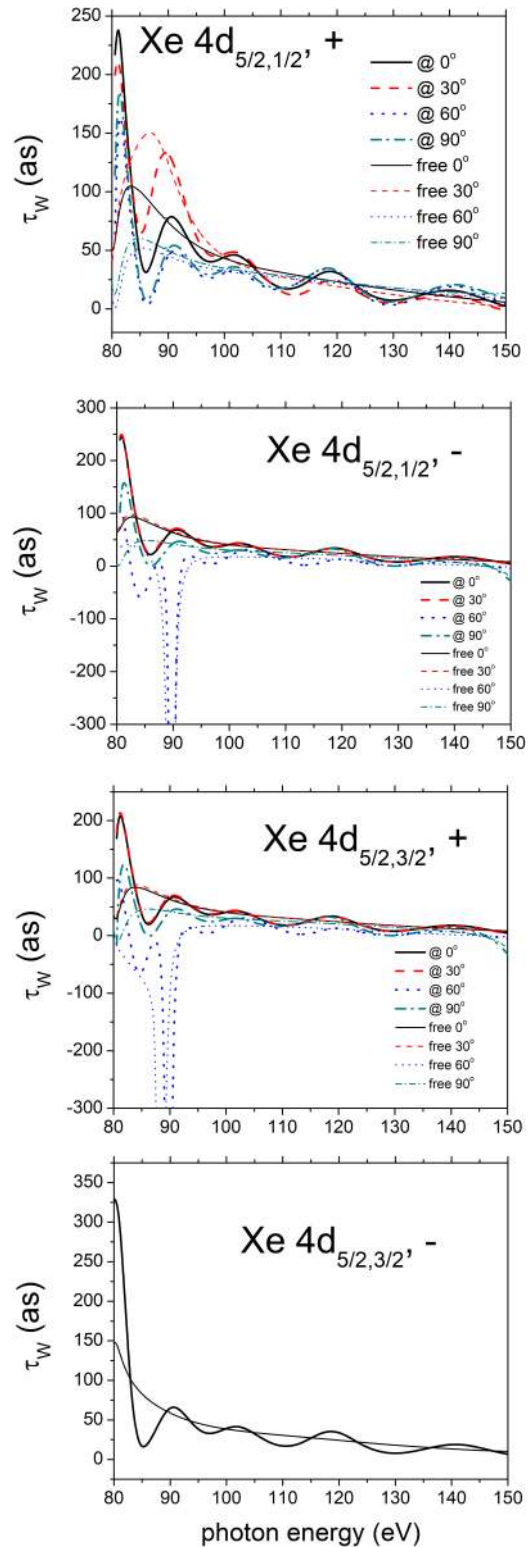 Xe 4d5/2,1/2, +
250
200
150
100
50
0
τW (as)
@ 0°
@ 30°
@ 60°
@ 90°
free 0°
free 30°
free 60°
free 90°
80 90 100 110 120 130 140 150
Xe 4d5/2,1/2, -
300
200
100
0
-100
-200
-300
τW (as)
@ 0°
@ 30°
@ 60°
@ 90°
free 0°
free 30°
free 60°
free 90°
80 90 100 110 120 130 140 150
Xe 4d5/2,3/2, +
200
100
0
-100
-200
-300
τW (as)
@ 0°
@ 30°
@ 60°
@ 90°
free 0°
free 30°
free 60°
free 90°
80 90 100 110 120 130 140 150
Xe 4d5/2,3/2, -
350
300
250
200
150
100
50
0
τW (as)
80 90 100 110 120 130 140 150
photon energy (eV)